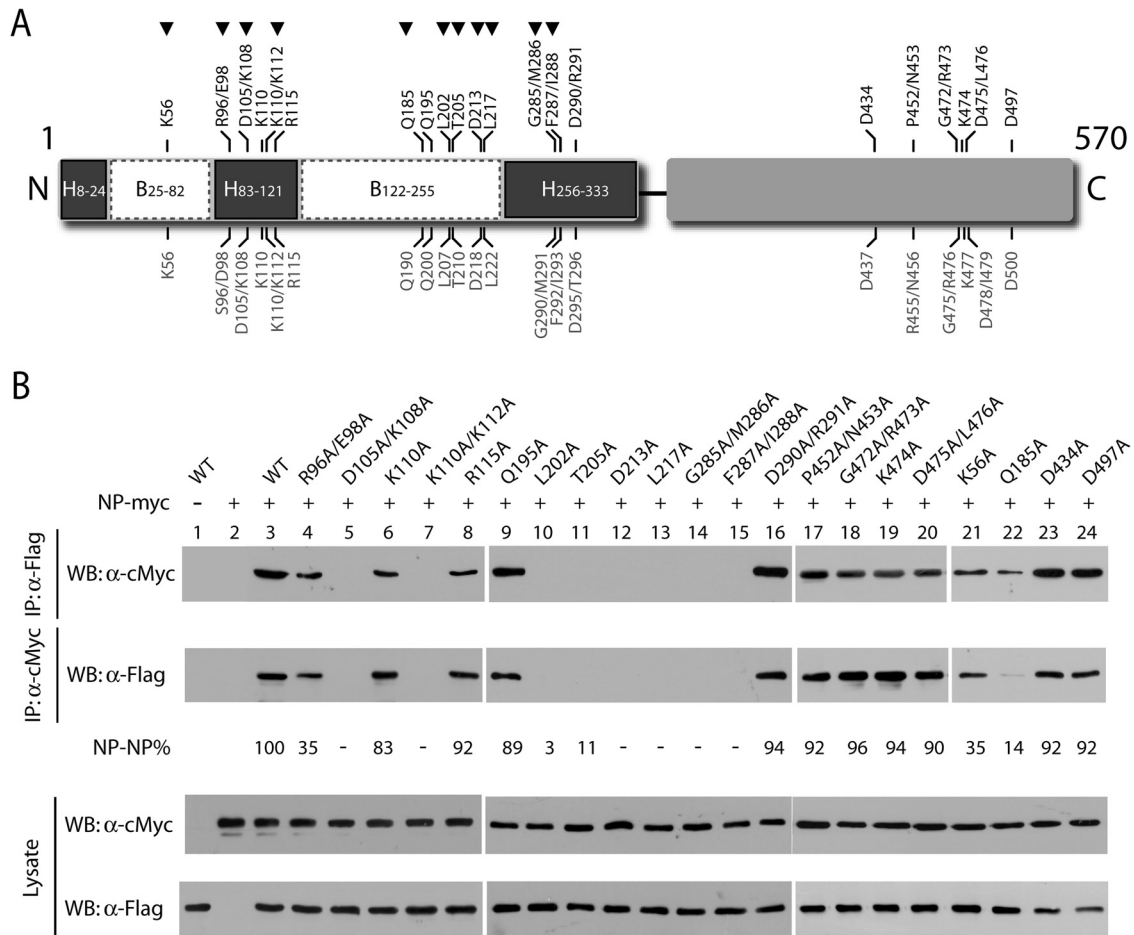 A
K56
R96/E98
D105/K108
K110
K110/K112
R115
Q185
Q195
L202
T205
D213
L217
G285/M286
F287/I288
D290/R291
D434
P452/N453
G472/R473
K474
D475/L476
D497
1
570
N
H8-24
B25-82
H83-121
B122-255
H256-333
C
K56
S96/D98
D105/K108
K110
K110/K112
R115
Q190
Q200
L207
T210
D218
L222
G290/M291
F292/I293
D295/T296
D437
R455/N456
G475/R476
K477
D478/I479
D500
B
WT
WT
R96A/E98A
D105A/K108A
K110A
K110A/K112A
R115A
Q195A
L202A
T205A
D213A
L217A
G285A/M286A
F287A/I288A
D290A/R291A
P452A/N453A
G472A/R473A
K474A
D475A/L476A
K56A
Q185A
D434A
D497A
NP-myc - + + + + + + + + + + + + + + + + + + + + + + +
1 2 3 4 5 6 7 8 9 10 11 12 13 14 15 16 17 18 19 20 21 22 23 24
IP: α-Flag
WB: α-cMyc
IP: α-cMyc
WB: α-Flag
NP-NP% 100 35 - 83 - 92 89 3 11 - - - - 94 92 96 94 90 35 14 92 92
Lysate
WB: α-cMyc
WB: α-Flag